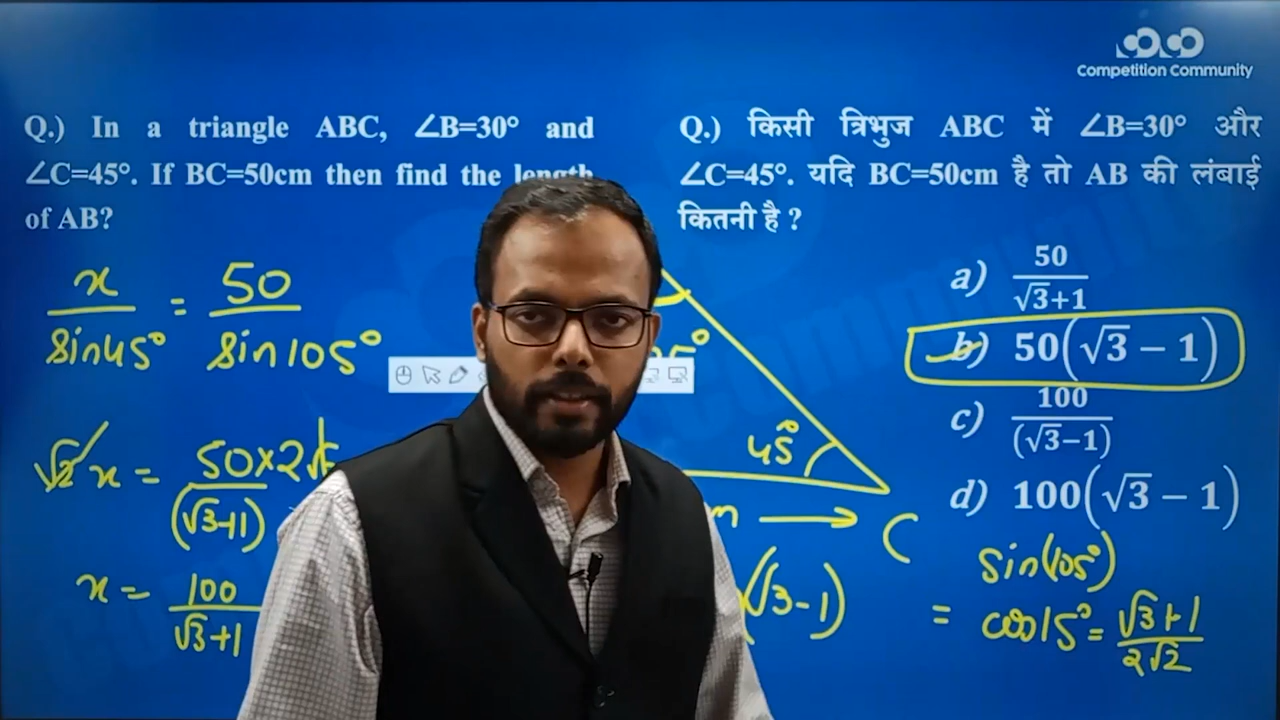 Competition Community
Q.) In a triangle ABC, ∠B=30° and
∠C=45°. If BC=50cm then find the length
of AB?
Q.) किसी त्रिभुज ABC में ∠B=30° और
∠C=45°. यदि BC=50cm है तो AB की लंबाई
कितनी है ?
a) 50/(√3+1)
b) 50(√3 − 1)
c) 100/(√3−1)
d) 100(√3 − 1)
x/sin45° = 50/sin105°
√2 x = 50×2√2/(√3+1)
x = 100/(√3+1)
45°
C
(√3-1)
sin(105°)
= cos15° = (√3+1)/(2√2)